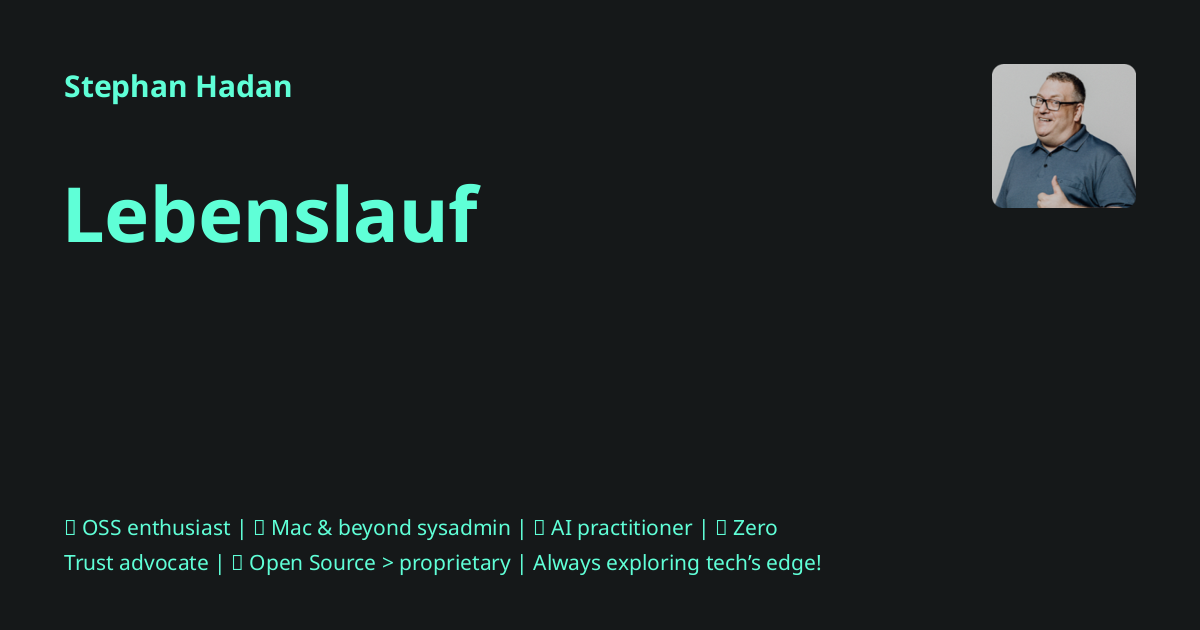 Stephan Hadan
Lebenslauf
▯ OSS enthusiast | ▯ Mac & beyond sysadmin | ▯ AI practitioner | ▯ Zero
Trust advocate | ▯ Open Source > proprietary | Always exploring tech’s edge!